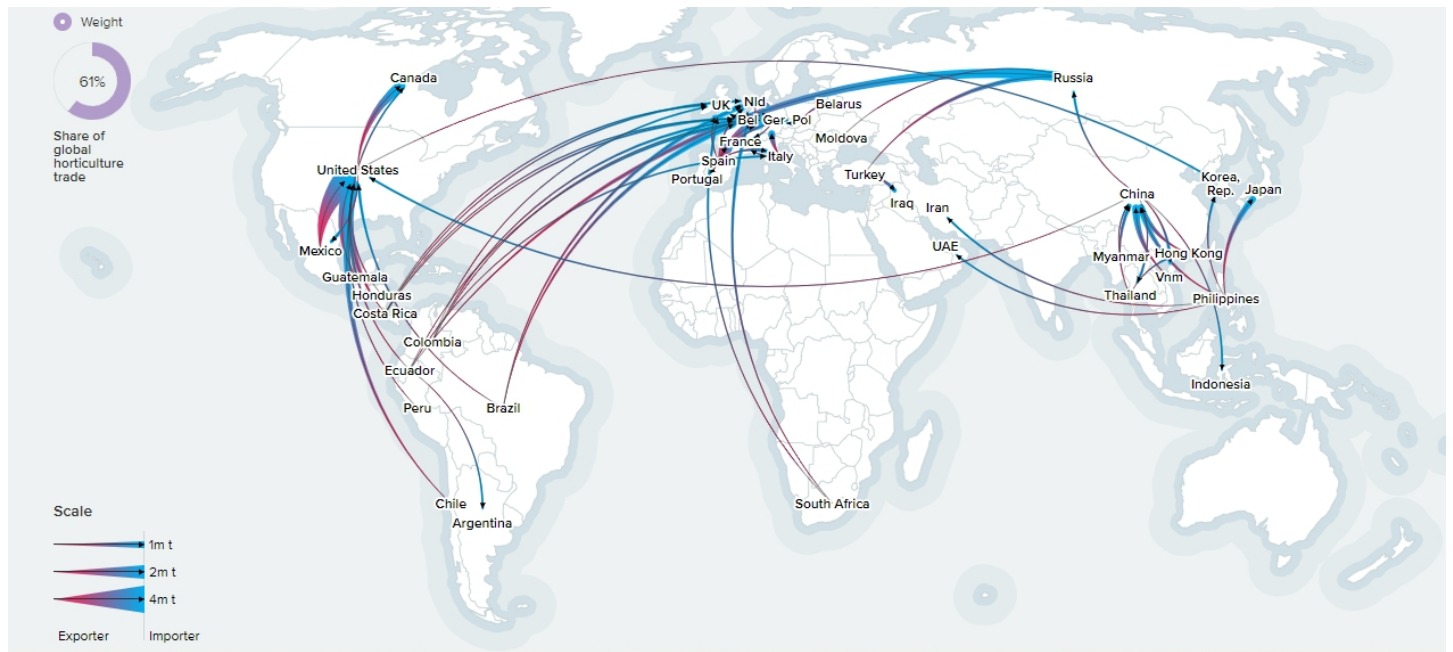 Weight
61%
Share of
global
horticulture
trade
Canada
Russia
UK
Nld
Belarus
Bel
Ger
Pol
Moldova
France
Spain
Italy
Portugal
United States
Turkey
Iraq
Iran
UAE
China
Korea,
Rep.
Japan
Mexico
Myanmar
Hong Kong
Vnm
Thailand
Philippines
Guatemala
Honduras
Costa Rica
Colombia
Ecuador
Peru
Brazil
Indonesia
Chile
Argentina
South Africa
Scale
1m t
2m t
4m t
Exporter
Importer